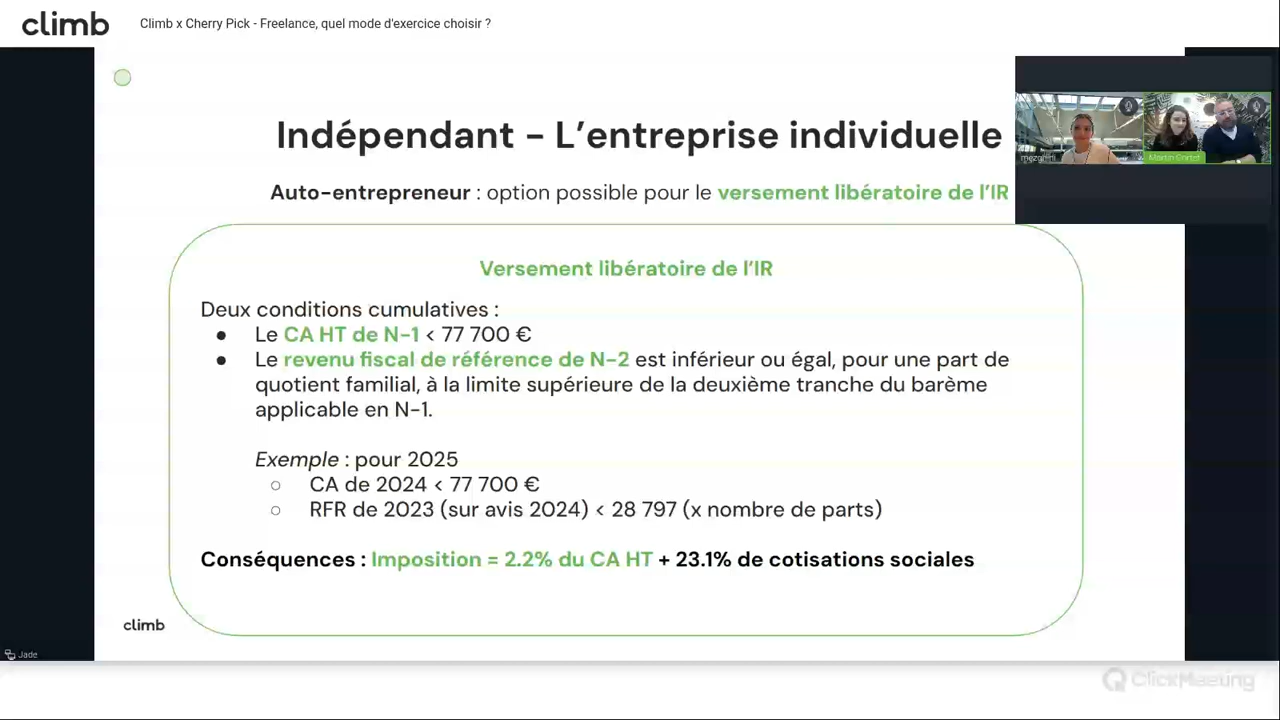 climb
Climb x Cherry Pick - Freelance, quel mode d'exercice choisir ?
Indépendant - L'entreprise individuelle
Auto-entrepreneur : option possible pour le versement libératoire de l'IR
Martin Grizot
Versement libératoire de l'IR
Deux conditions cumulatives :
● Le CA HT de N-1 < 77 700 €
● Le revenu fiscal de référence de N-2 est inférieur ou égal, pour une part de
quotient familial, à la limite supérieure de la deuxième tranche du barème
applicable en N-1.
Exemple : pour 2025
○ CA de 2024 < 77 700 €
○ RFR de 2023 (sur avis 2024) < 28 797 (x nombre de parts)
Conséquences : Imposition = 2.2% du CA HT + 23.1% de cotisations sociales
climb
Jade
ClickMeeting